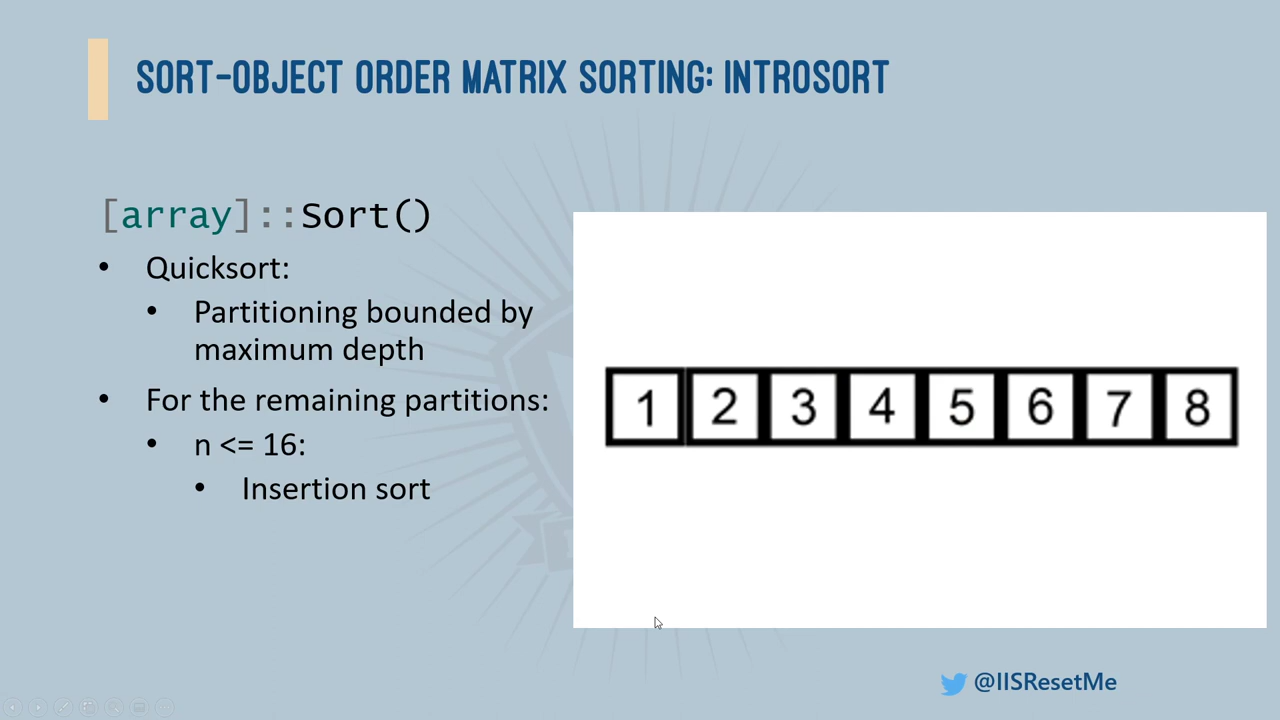 SORT-OBJECT ORDER MATRIX SORTING: INTROSORT
[array]::Sort()
• Quicksort:
• Partitioning bounded by
maximum depth
• For the remaining partitions:
• n <= 16:
• Insertion sort
1 2 3 4 5 6 7 8
@IISResetMe